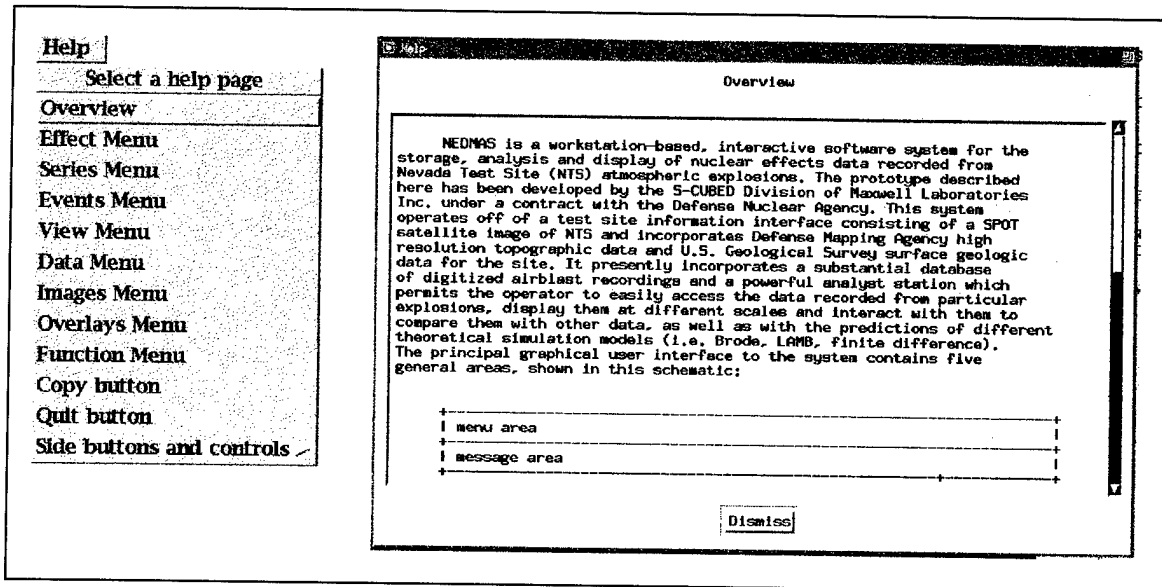 Help
Select a help page
Overview
Effect Menu
Series Menu
Events Menu
View Menu
Data Menu
Images Menu
Overlays Menu
Function Menu
Copy button
Quit button
Side buttons and controls
Help
Overview
NEDMAS is a workstation-based, interactive software system for the
storage, analysis and display of nuclear effects data recorded from
Nevada Test Site (NTS) atmospheric explosions. The prototype described
here has been developed by the S-CUBED Division of Maxwell Laboratories
Inc. under a contract with the Defense Nuclear Agency. This system
operates off of a test site information interface consisting of a SPOT
satellite image of NTS and incorporates Defense Mapping Agency high
resolution topographic data and U.S. Geological Survey surface geologic
data for the site. It presently incorporates a substantial database
of digitized airblast recordings and a powerful analyst station which
permits the operator to easily access the data recorded from particular
explosions, display them at different scales and interact with them to
compare them with other data, as well as with the predictions of different
theoretical simulation models (i.e. Brode, LAMB, finite difference).
The principal graphical user interface to the system contains five
general areas, shown in this schematic:
menu area
message area
Dismiss